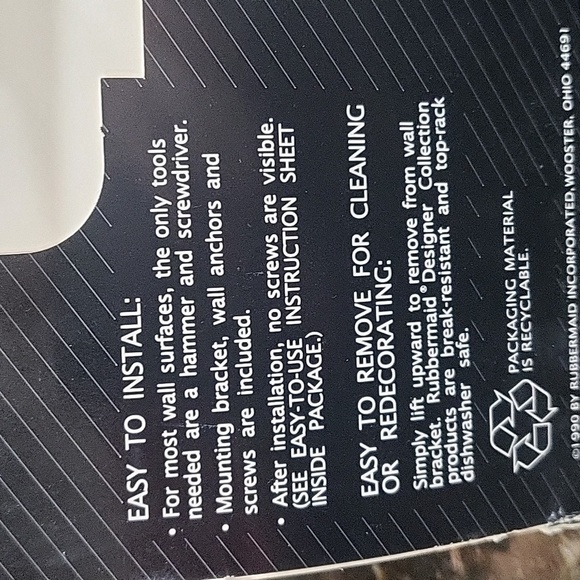 EASY TO INSTALL:
• For most wall surfaces, the only tools
needed are a hammer and screwdriver.
• Mounting bracket, wall anchors and
screws are included.
• After installation, no screws are visible.
(SEE EASY-TO-USE INSTRUCTION SHEET
INSIDE PACKAGE.)
EASY TO REMOVE FOR CLEANING
OR REDECORATING:
Simply lift upward to remove from wall
bracket. Rubbermaid® Designer Collection
products are break-resistant and top-rack
dishwasher safe.
PACKAGING MATERIAL
IS RECYCLABLE.
©1990 BY RUBBERMAID INCORPORATED, WOOSTER, OHIO 44691